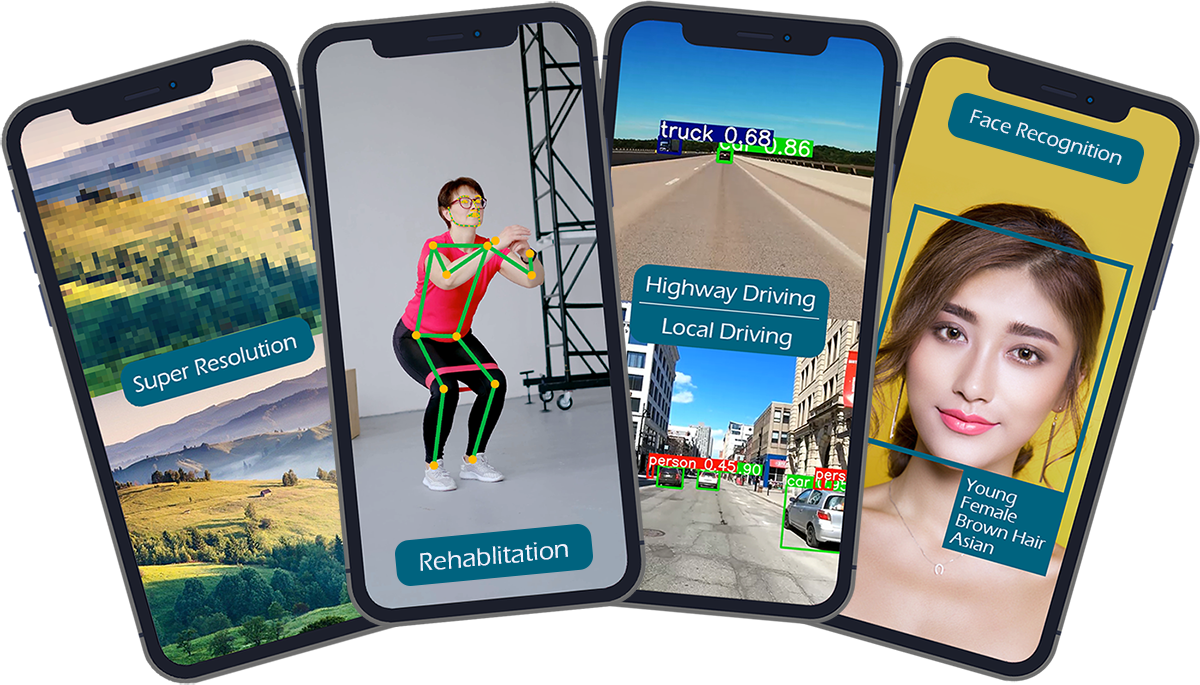 Super Resolution
Rehablitation
truck 0.68
car 0.86
Highway Driving
Local Driving
person 0.45
.90
car
pers
Face Recognition
Young
Female
Brown Hair
Asian